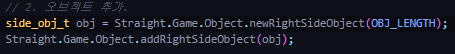 // 2. 오브젝트 추가.
side_obj_t obj = Straight.Game.Object.newRightSideObject(OBJ_LENGTH);
Straight.Game.Object.addRightSideObject(obj);